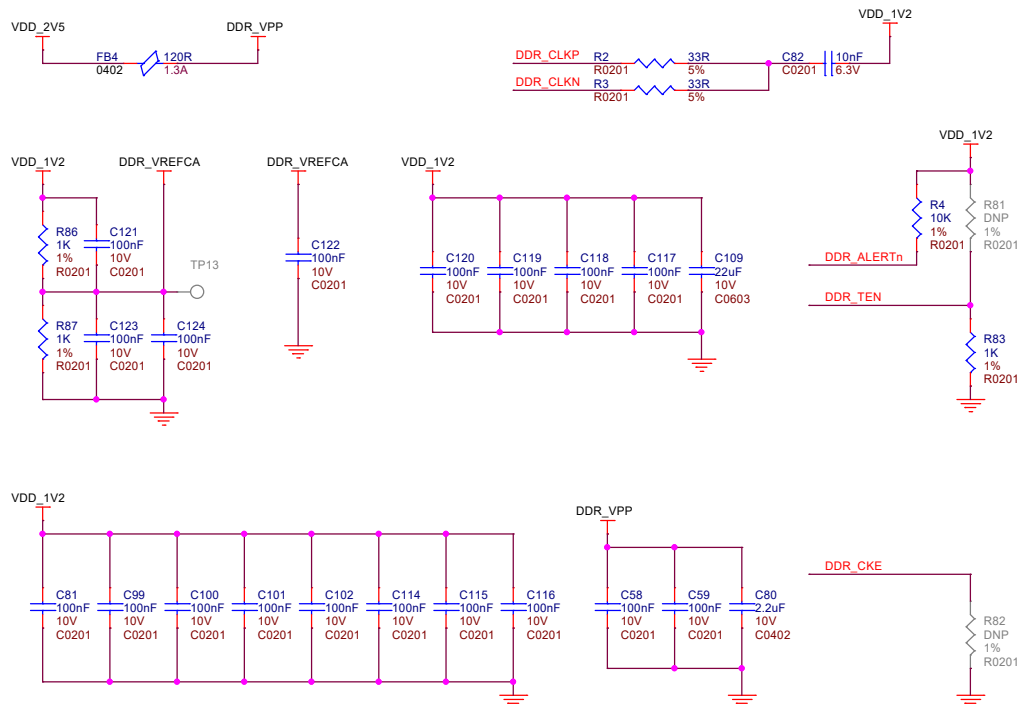 VDD_2V5
DDR_VPP
FB4
0402
120R
1.3A
VDD_1V2
DDR_CLKP
R2
R0201
33R
5%
C82
C0201
10nF
6.3V
DDR_CLKN
R3
R0201
33R
5%
VDD_1V2
DDR_VREFCA
R86
1K
1%
R0201
C121
100nF
10V
C0201
TP13
R87
1K
1%
R0201
C123
100nF
10V
C0201
C124
100nF
10V
C0201
DDR_VREFCA
C122
100nF
10V
C0201
VDD_1V2
C120
100nF
10V
C0201
C119
100nF
10V
C0201
C118
100nF
10V
C0201
C117
100nF
10V
C0201
C109
22uF
10V
C0603
VDD_1V2
R4
10K
1%
R0201
R81
DNP
1%
R0201
DDR_ALERTn
DDR_TEN
R83
1K
1%
R0201
VDD_1V2
C81
100nF
10V
C0201
C99
100nF
10V
C0201
C100
100nF
10V
C0201
C101
100nF
10V
C0201
C102
100nF
10V
C0201
C114
100nF
10V
C0201
C115
100nF
10V
C0201
C116
100nF
10V
C0201
DDR_VPP
C58
100nF
10V
C0201
C59
100nF
10V
C0201
C80
2.2uF
10V
C0402
DDR_CKE
R82
DNP
1%
R0201